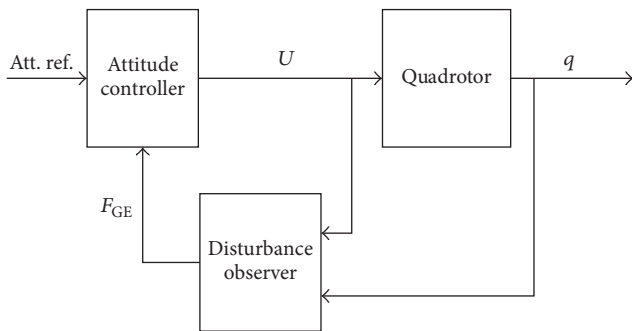 Att. ref.
Attitude
controller
U
Quadrotor
q
F_GE
Disturbance
observer